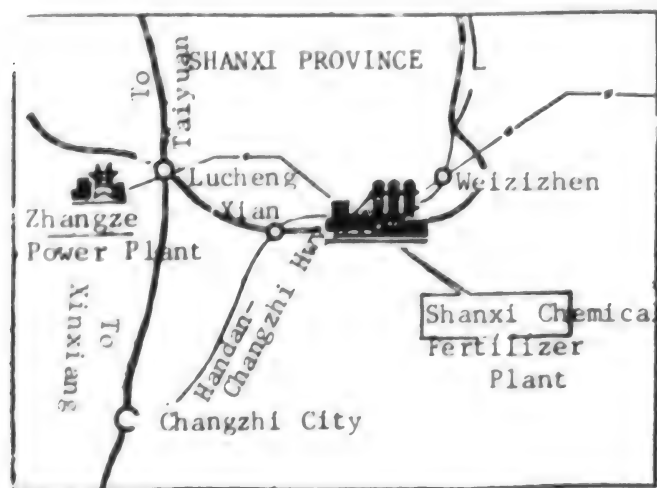 SHANXI PROVINCE
To
Taiyuan
Lucheng
Xian
Weizizhen
Zhangze
Power Plant
Handan-
Changzhi Hwy
Shanxi Chemica
Fertilizer
Plant
To
Xinxiang
Changzhi City